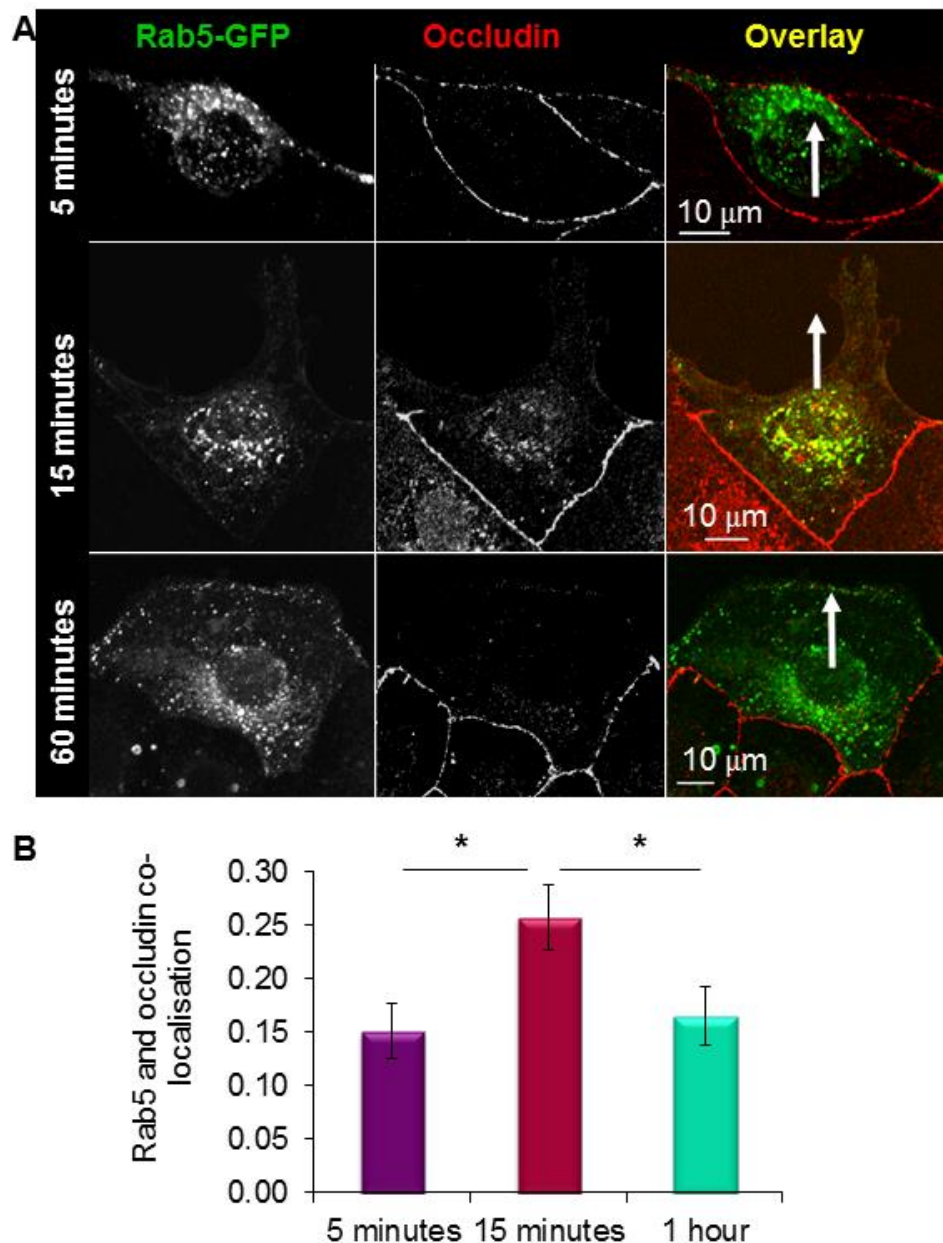 A
Rab5-GFP
Occludin
Overlay
5 minutes
10 μm
15 minutes
10 μm
60 minutes
10 μm
B
Rab5 and occludin co-
localisation
0.30
0.25
0.20
0.15
0.10
0.05
0.00
*
*
5 minutes
15 minutes
1 hour